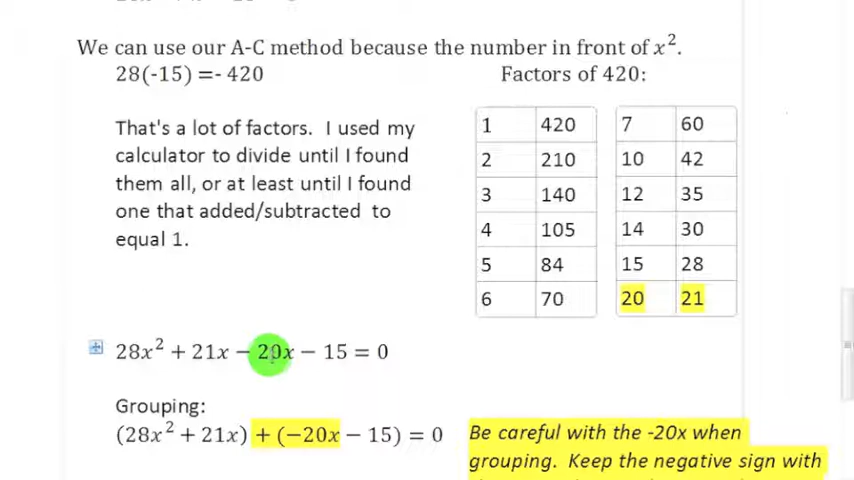 We can use our A-C method because the number in front of x².
28(-15) =- 420
Factors of 420:
That's a lot of factors. I used my
calculator to divide until I found
them all, or at least until I found
one that added/subtracted to
equal 1.
1 420 7 60
2 210 10 42
3 140 12 35
4 105 14 30
5 84 15 28
6 70 20 21
28x² + 21x − 20x − 15 = 0
Grouping:
(28x² + 21x) + (−20x − 15) = 0
Be careful with the -20x when
grouping. Keep the negative sign with